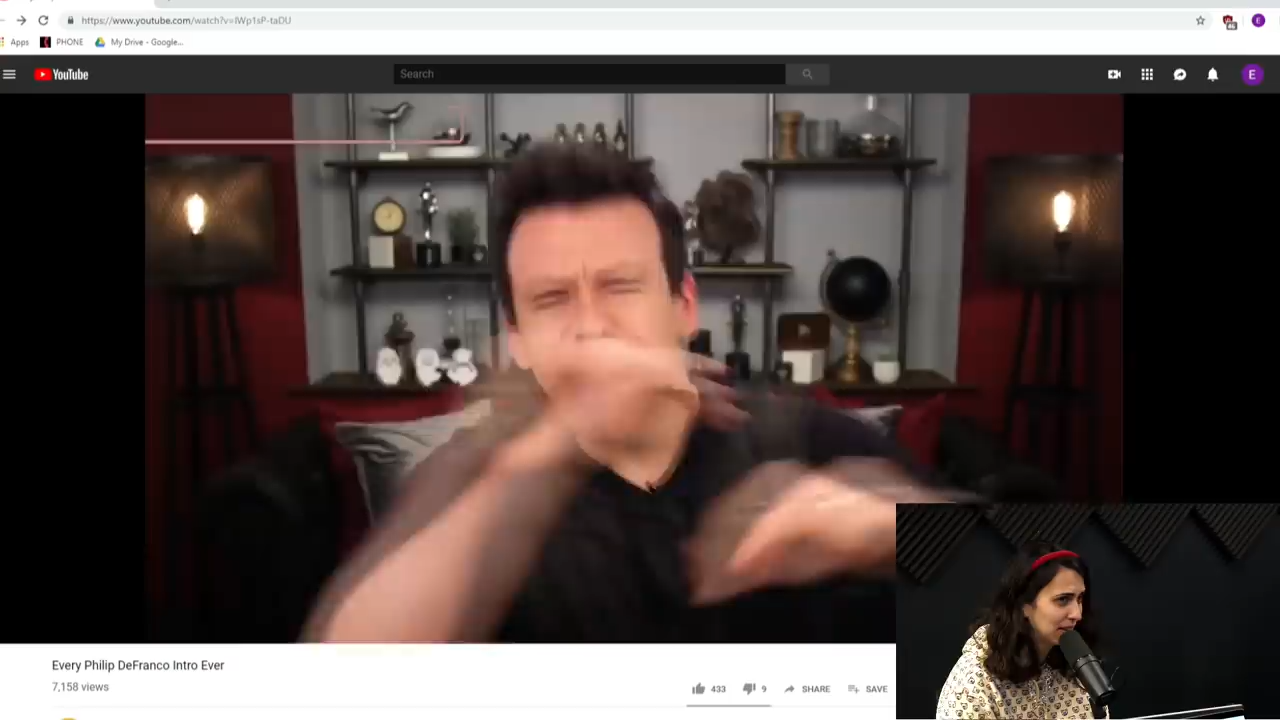 https://www.youtube.com/watch?v=IWp1sP-taDU
Apps PHONE My Drive - Google...
YouTube
Search
E
E
Every Philip DeFranco Intro Ever
7,158 views
433 9 SHARE SAVE